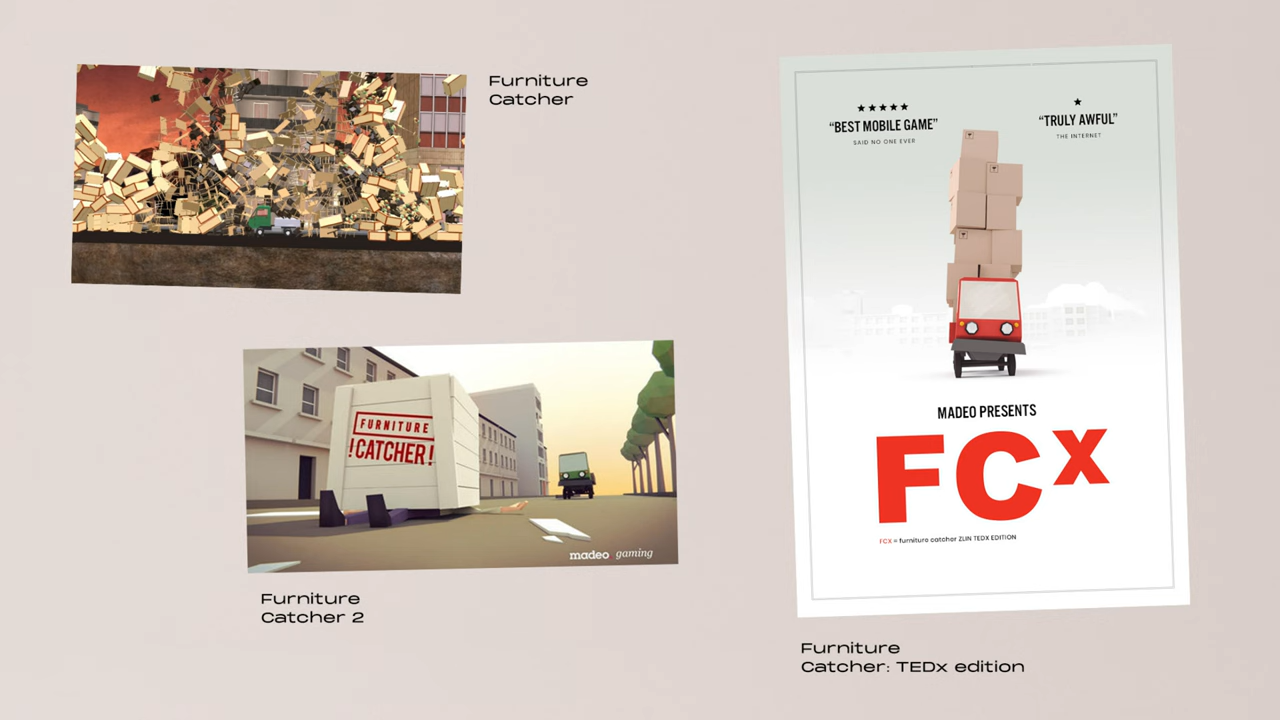 Furniture
Catcher
FURNITURE
!CATCHER!
madeo gaming
Furniture
Catcher 2
★★★★★
“BEST MOBILE GAME”
SAID NO ONE EVER
★
“TRULY AWFUL”
THE INTERNET
MADEO PRESENTS
FCx
FCX = furniture catcher ZLIN TEDX EDITION
Furniture
Catcher: TEDx edition